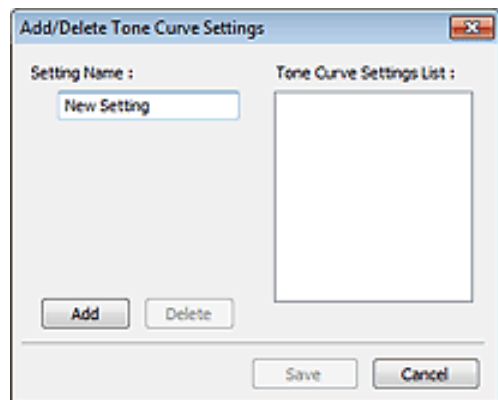 Add/Delete Tone Curve Settings
Setting Name :
Tone Curve Settings List :
New Setting
Add
Delete
Save
Cancel